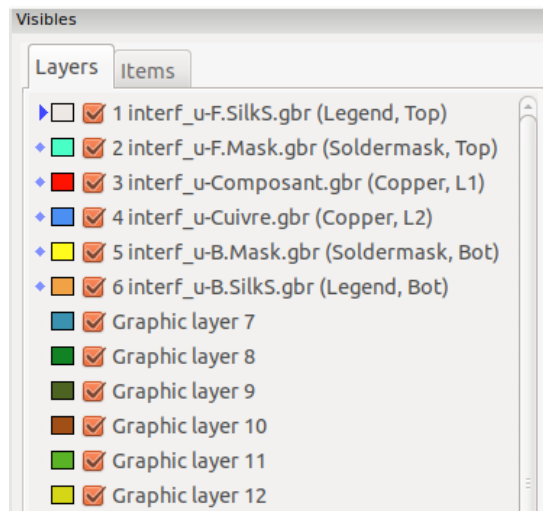 Visibles
Layers Items
1 interf_u-F.SilkS.gbr (Legend, Top)
2 interf_u-F.Mask.gbr (Soldermask, Top)
3 interf_u-Composant.gbr (Copper, L1)
4 interf_u-Cuivre.gbr (Copper, L2)
5 interf_u-B.Mask.gbr (Soldermask, Bot)
6 interf_u-B.SilkS.gbr (Legend, Bot)
Graphic layer 7
Graphic layer 8
Graphic layer 9
Graphic layer 10
Graphic layer 11
Graphic layer 12